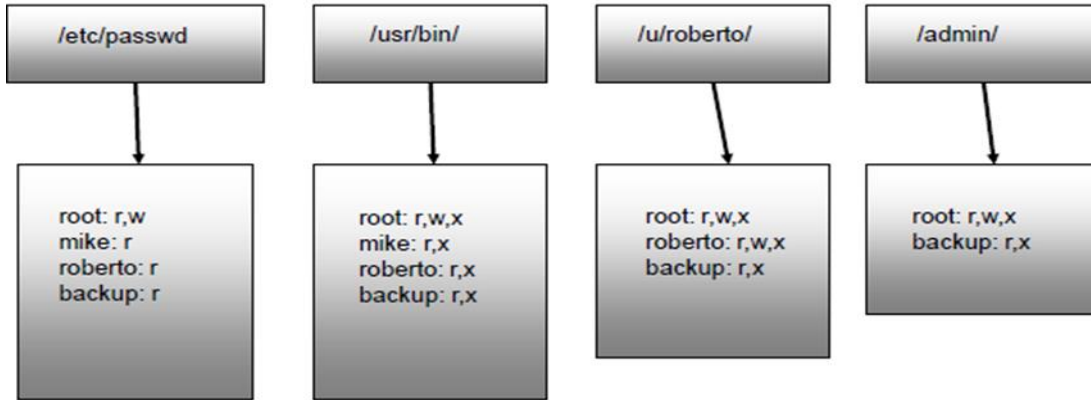 /etc/passwd
/usr/bin/
/u/roberto/
/admin/
root: r,w
mike: r
roberto: r
backup: r
root: r,w,x
mike: r,x
roberto: r,x
backup: r,x
root: r,w,x
roberto: r,w,x
backup: r,x
root: r,w,x
backup: r,x